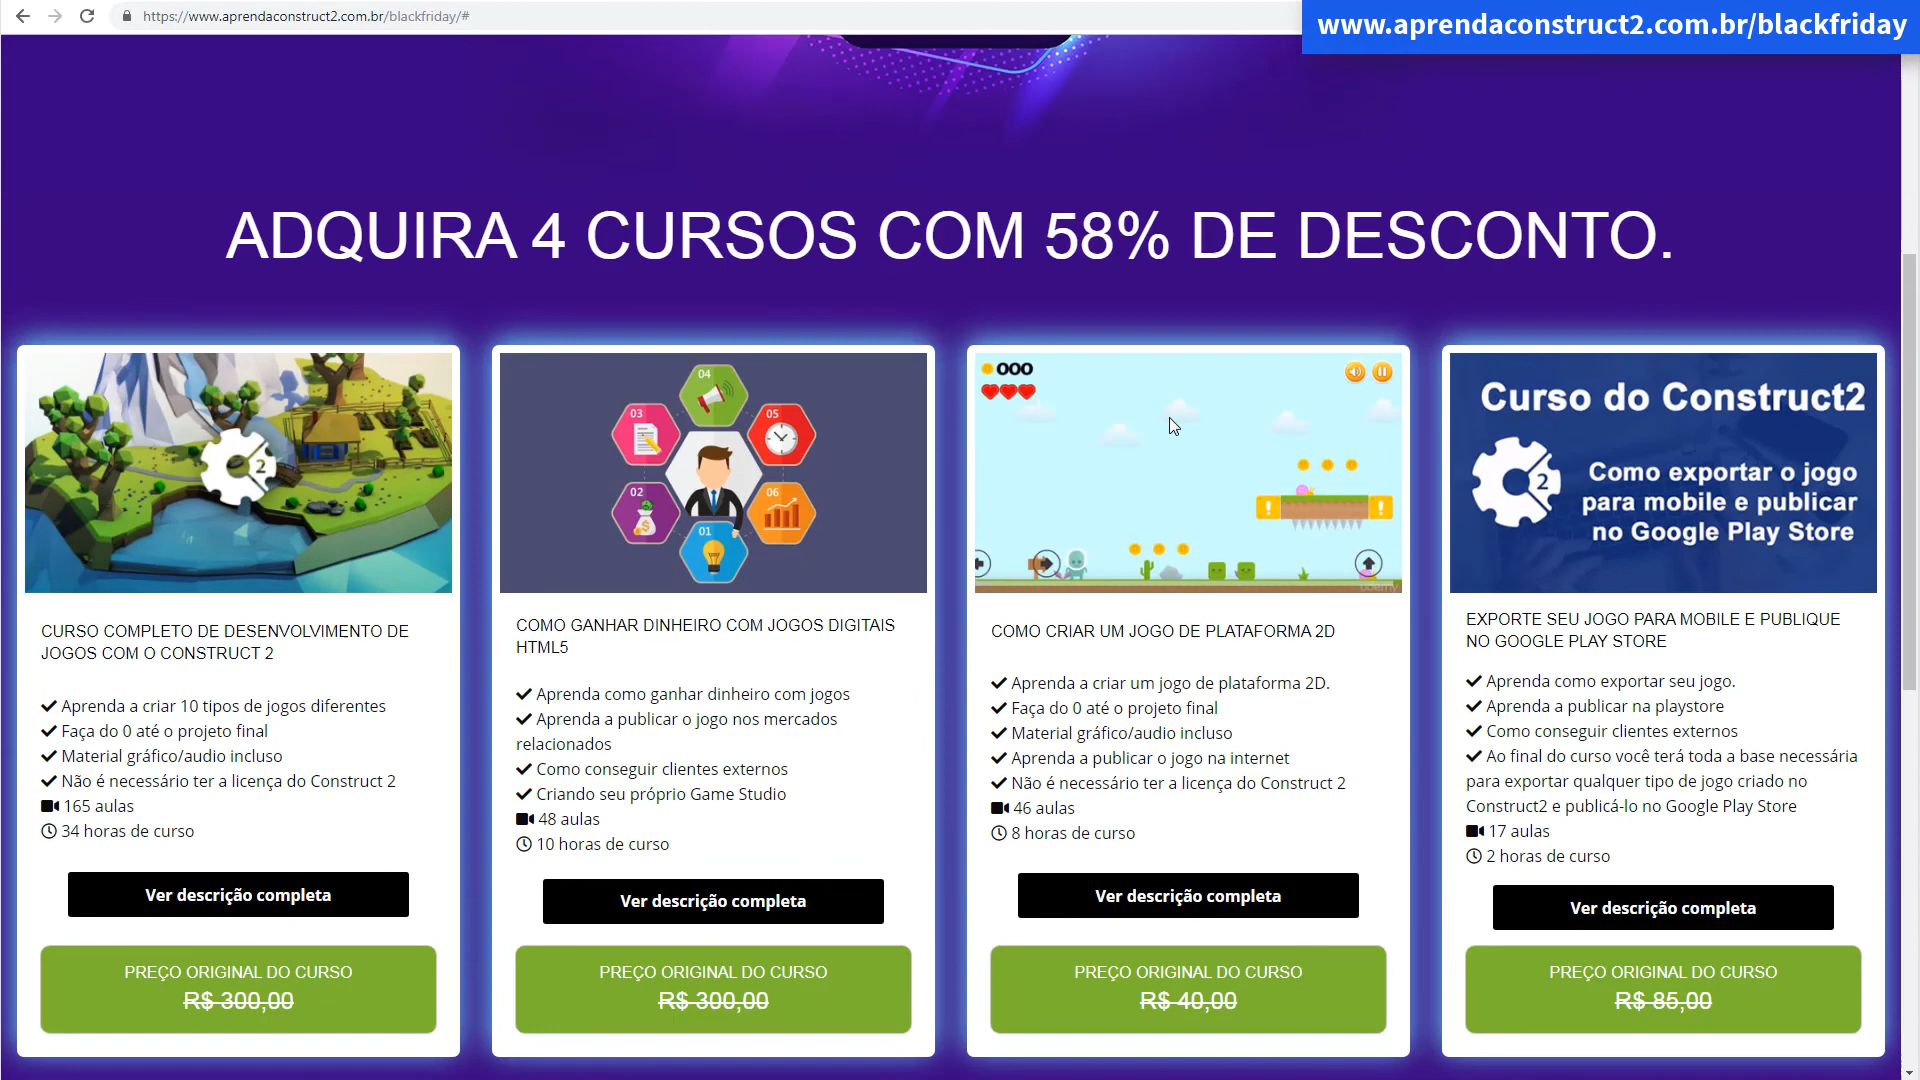 https://www.aprendaconstruct2.com.br/blackfriday/#
www.aprendaconstruct2.com.br/blackfriday
ADQUIRA 4 CURSOS COM 58% DE DESCONTO.
2
CURSO COMPLETO DE DESENVOLVIMENTO DE
JOGOS COM O CONSTRUCT 2
Aprenda a criar 10 tipos de jogos diferentes
Faça do 0 até o projeto final
Material gráfico/audio incluso
Não é necessário ter a licença do Construct 2
165 aulas
34 horas de curso
Ver descrição completa
PREÇO ORIGINAL DO CURSO
R$ 300,00
04
03
05
02
06
01
COMO GANHAR DINHEIRO COM JOGOS DIGITAIS
HTML5
Aprenda como ganhar dinheiro com jogos
Aprenda a publicar o jogo nos mercados
relacionados
Como conseguir clientes externos
Criando seu próprio Game Studio
48 aulas
10 horas de curso
Ver descrição completa
PREÇO ORIGINAL DO CURSO
R$ 300,00
000
udemy
COMO CRIAR UM JOGO DE PLATAFORMA 2D
Aprenda a criar um jogo de plataforma 2D.
Faça do 0 até o projeto final
Material gráfico/audio incluso
Aprenda a publicar o jogo na internet
Não é necessário ter a licença do Construct 2
46 aulas
8 horas de curso
Ver descrição completa
PREÇO ORIGINAL DO CURSO
R$ 40,00
Curso do Construct2
2
Como exportar o jogo
para mobile e publicar
no Google Play Store
EXPORTE SEU JOGO PARA MOBILE E PUBLIQUE
NO GOOGLE PLAY STORE
Aprenda como exportar seu jogo.
Aprenda a publicar na playstore
Como conseguir clientes externos
Ao final do curso você terá toda a base necessária
para exportar qualquer tipo de jogo criado no
Construct2 e publicá-lo no Google Play Store
17 aulas
2 horas de curso
Ver descrição completa
PREÇO ORIGINAL DO CURSO
R$ 85,00